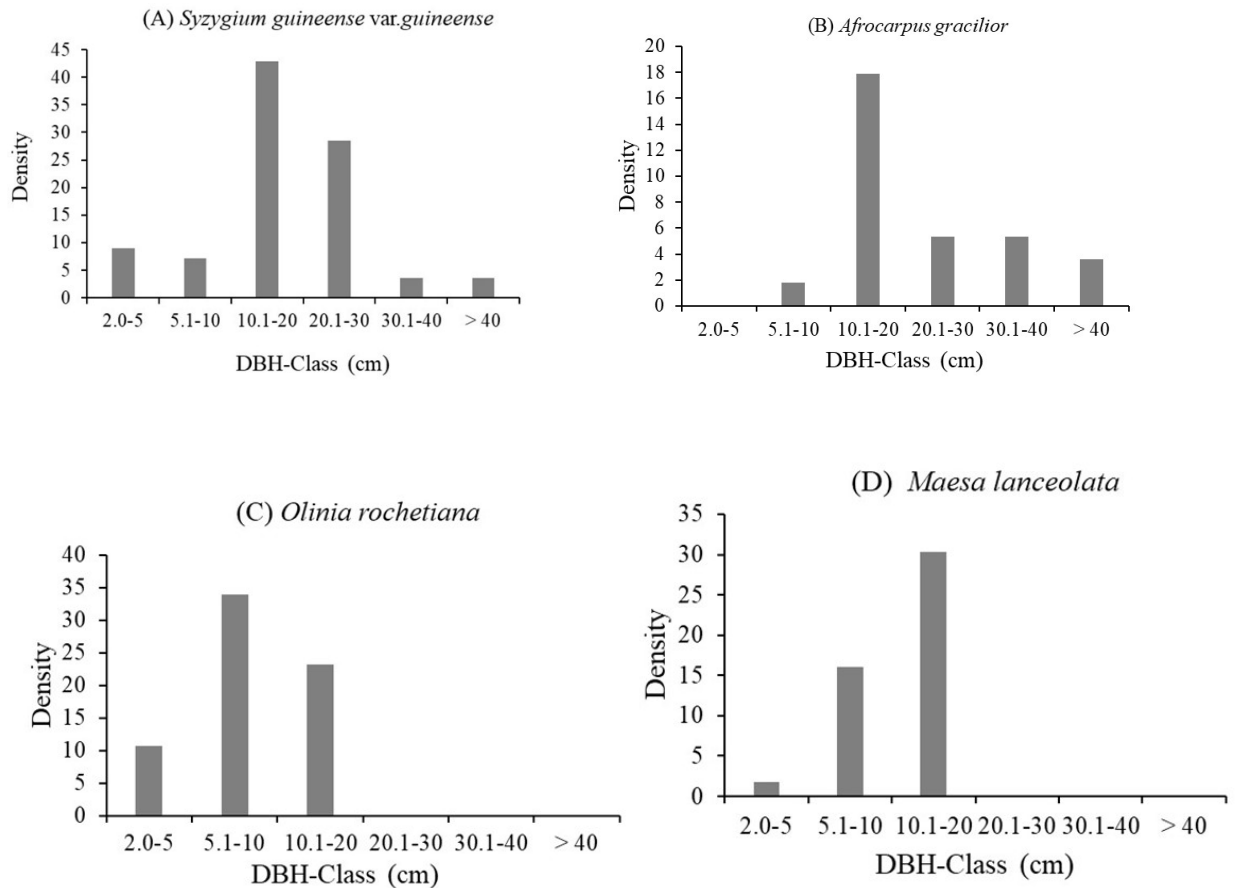 (A) Syzygium guineense var.guineense
45
40
35
30
25
20
15
10
5
0
Density
2.0-5 5.1-10 10.1-20 20.1-30 30.1-40 > 40
DBH-Class (cm)
(B) Afrocarpus gracilior
20
18
16
14
12
10
8
6
4
2
0
Density
2.0-5 5.1-10 10.1-20 20.1-30 30.1-40 > 40
DBH-Class (cm)
(C) Olinia rochetiana
40
35
30
25
20
15
10
5
0
Density
2.0-5 5.1-10 10.1-20 20.1-30 30.1-40 > 40
DBH-Class (cm)
(D) Maesa lanceolata
35
30
25
20
15
10
5
0
Density
2.0-5 5.1-10 10.1-20 20.1-30 30.1-40 > 40
DBH-Class (cm)